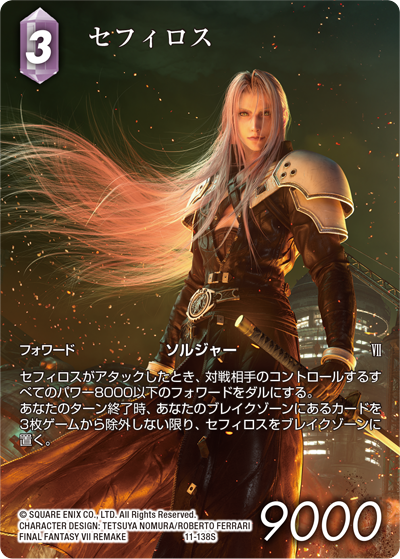 3
セフィロス
フォワード ソルジャー Ⅶ
セフィロスがアタックしたとき、対戦相手のコントロールするす
べてのパワー8000以下のフォワードをダルにする。
あなたのターン終了時、あなたのブレイクゾーンにあるカードを
3枚ゲームから除外しない限り、セフィロスをブレイクゾーンに
置く。
© SQUARE ENIX CO., LTD. All Rights Reserved.
CHARACTER DESIGN: TETSUYA NOMURA/ROBERTO FERRARI
FINAL FANTASY VII REMAKE 11-138S
9000